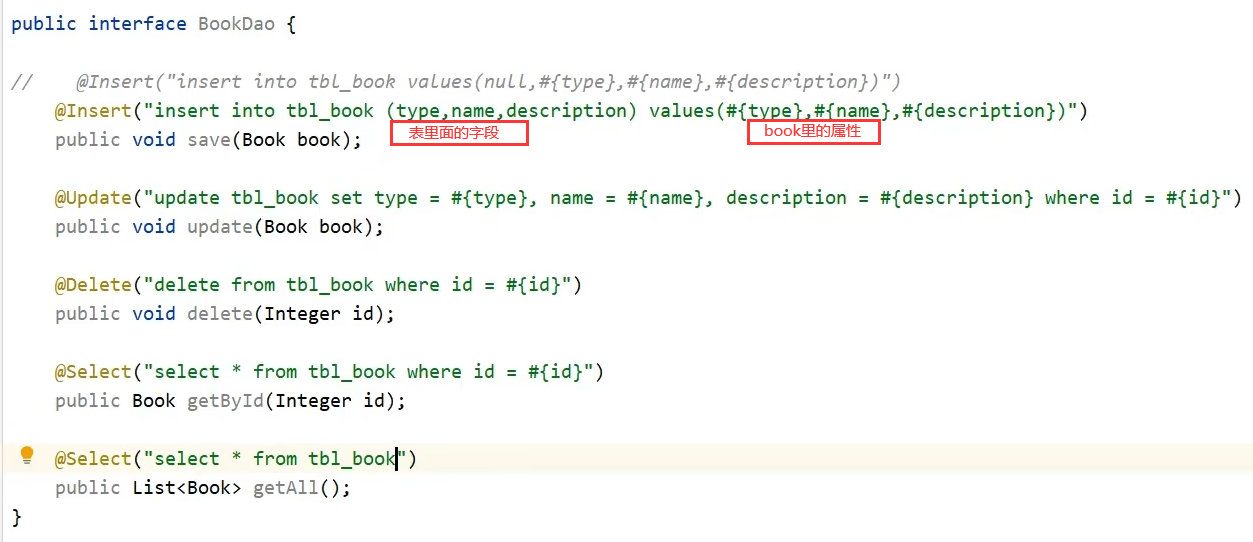 public interface BookDao {
//    @Insert("insert into tbl_book values(null,#{type},#{name},#{description})")
@Insert("insert into tbl_book (type,name,description) values(#{type},#{name},#{description})")
表里面的字段
book里的属性
public void save(Book book);
@Update("update tbl_book set type = #{type}, name = #{name}, description = #{description} where id = #{id}")
public void update(Book book);
@Delete("delete from tbl_book where id = #{id}")
public void delete(Integer id);
@Select("select * from tbl_book where id = #{id}")
public Book getById(Integer id);
@Select("select * from tbl_book")
public List<Book> getAll();
}